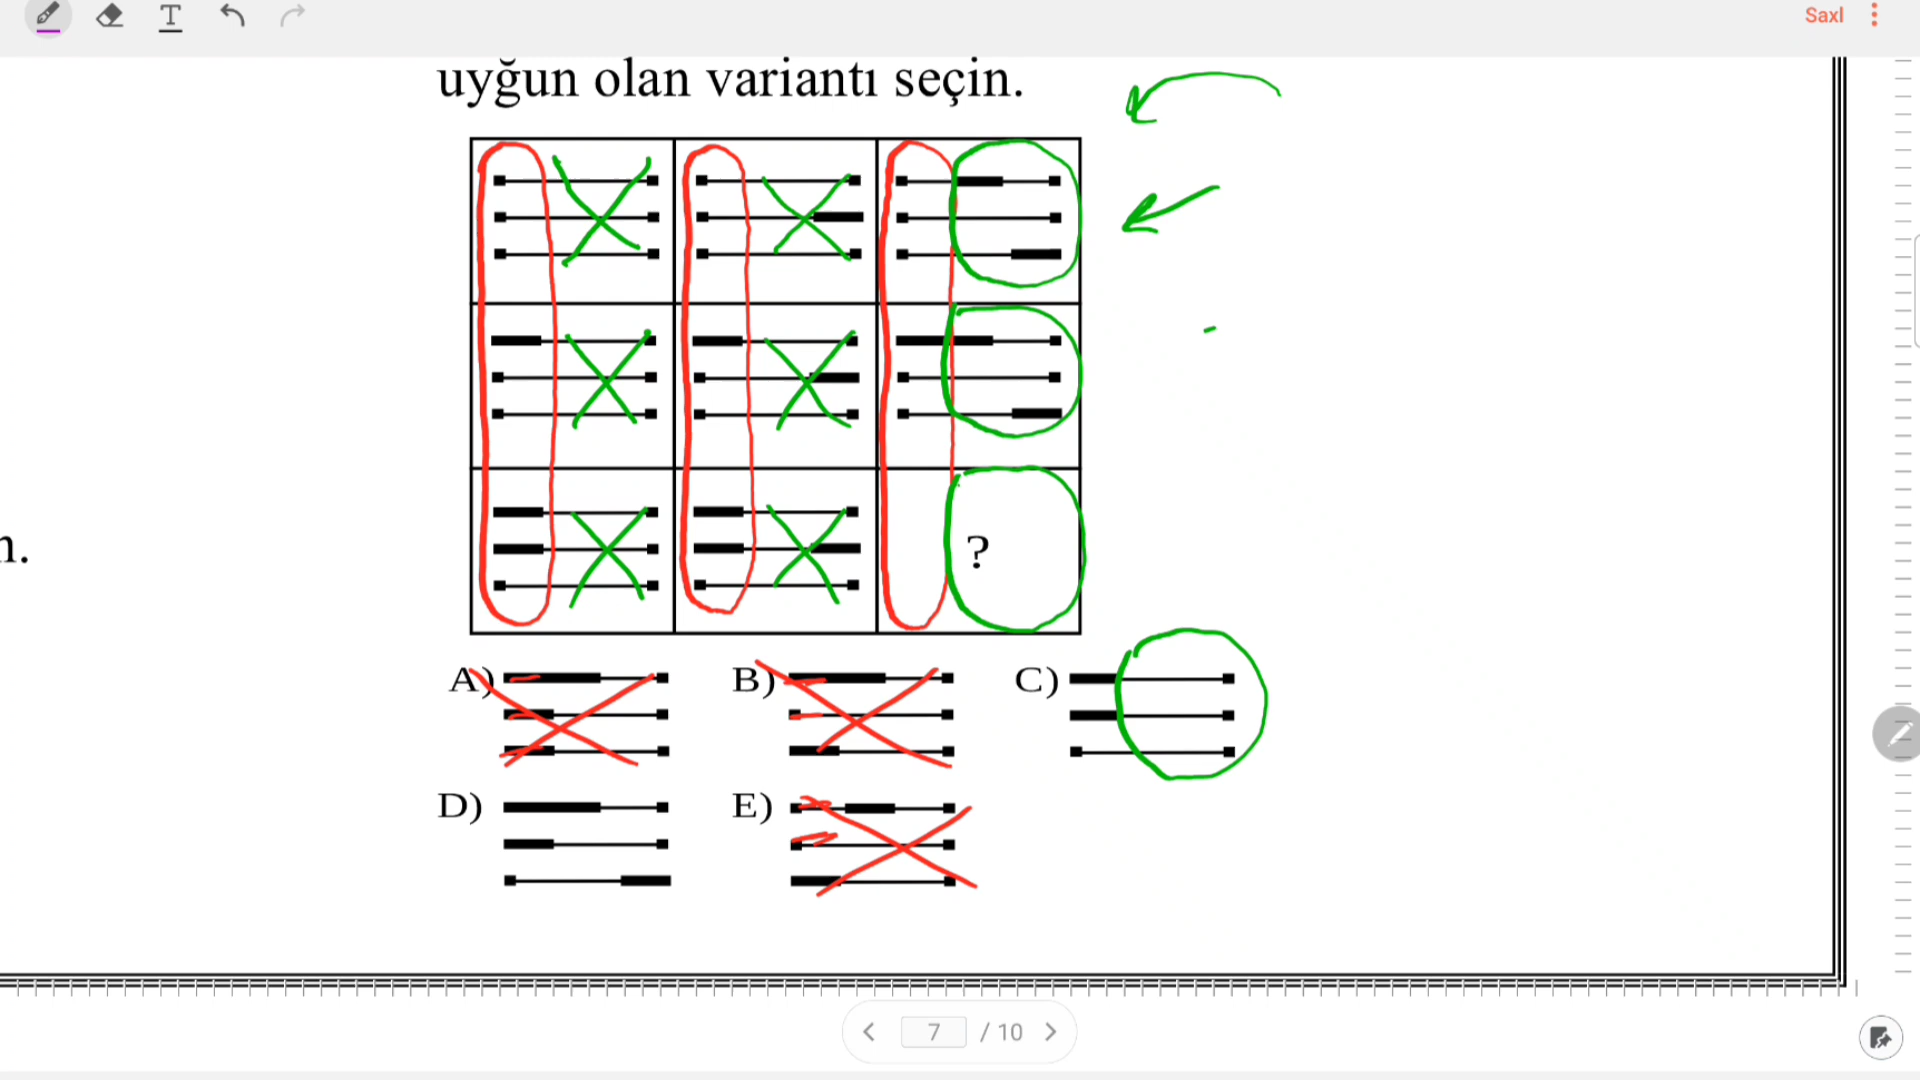 T
Saxl
uyğun olan variantı seçin.
n.
?
A) B) C)
D) E)
7 / 10